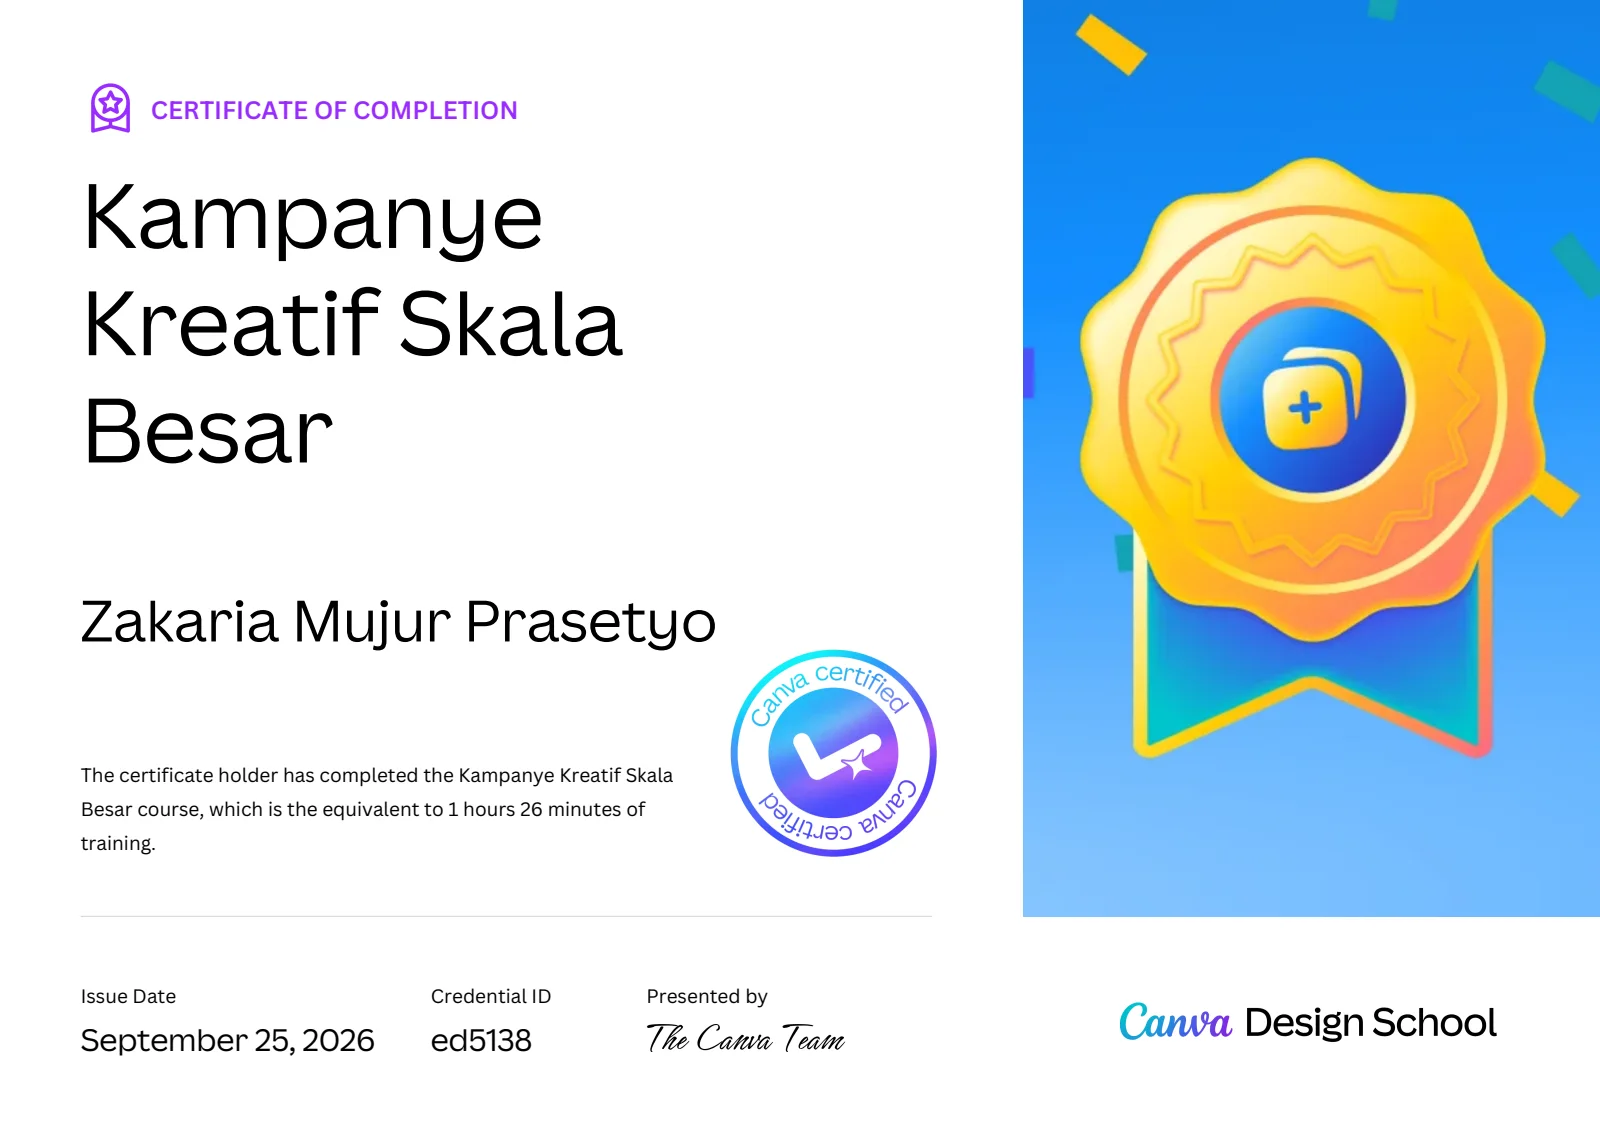 CERTIFICATE OF COMPLETION
Kampanye
Kreatif Skala
Besar
Zakaria Mujur Prasetyo
Canva certified
Canva certified
The certificate holder has completed the Kampanye Kreatif Skala
Besar course, which is the equivalent to 1 hours 26 minutes of
training.
Issue Date
September 25, 2026
Credential ID
ed5138
Presented by
The Canva Team
Canva Design School